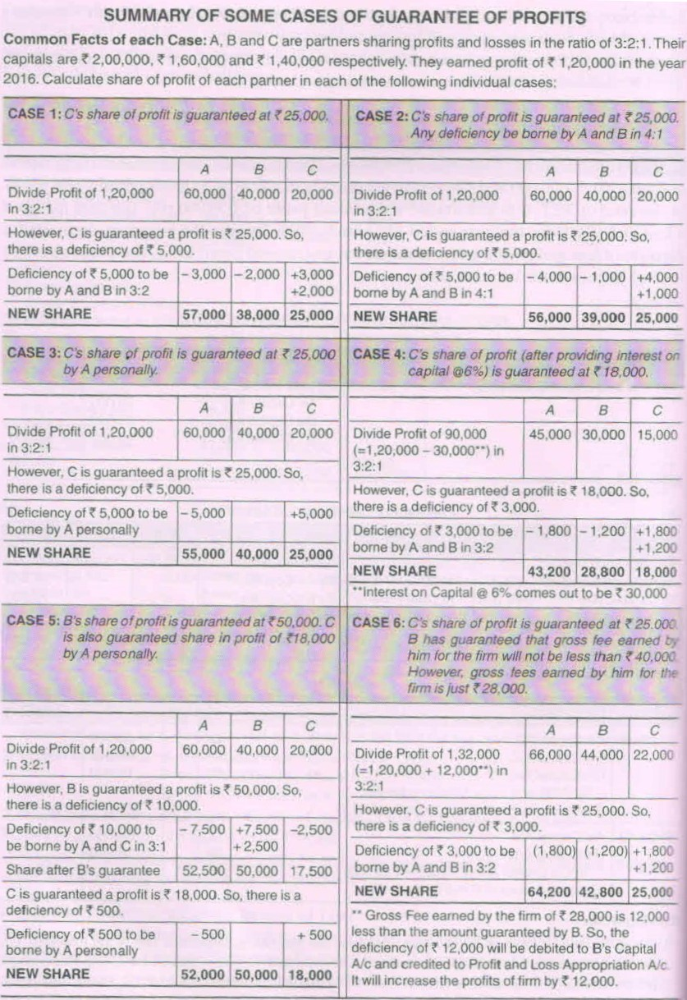 SUMMARY OF SOME CASES OF GUARANTEE OF PROFITS
Common Facts of each Case: A, B and C are partners sharing profits and losses in the ratio of 3:2:1. Their
capitals are ₹ 2,00,000, ₹ 1,60,000 and ₹ 1,40,000 respectively. They earned profit of ₹ 1,20,000 in the year
2016. Calculate share of profit of each partner in each of the following individual cases:
CASE 1: C's share of profit is guaranteed at ₹ 25,000.
A B C
Divide Profit of 1,20,000 60,000 40,000 20,000
in 3:2:1
However, C is guaranteed a profit is ₹ 25,000. So,
there is a deficiency of ₹ 5,000.
Deficiency of ₹ 5,000 to be – 3,000 – 2,000 +3,000
borne by A and B in 3:2 +2,000
NEW SHARE 57,000 38,000 25,000
CASE 2: C's share of profit is guaranteed at ₹ 25,000.
Any deficiency be borne by A and B in 4:1
A B C
Divide Profit of 1,20,000 60,000 40,000 20,000
in 3:2:1
However, C is guaranteed a profit is ₹ 25,000. So,
there is a deficiency of ₹ 5,000.
Deficiency of ₹ 5,000 to be – 4,000 – 1,000 +4,000
borne by A and B in 4:1 +1,000
NEW SHARE 56,000 39,000 25,000
CASE 3: C's share of profit is guaranteed at ₹ 25,000
by A personally.
A B C
Divide Profit of 1,20,000 60,000 40,000 20,000
in 3:2:1
However, C is guaranteed a profit is ₹ 25,000. So,
there is a deficiency of ₹ 5,000.
Deficiency of ₹ 5,000 to be – 5,000 +5,000
borne by A personally
NEW SHARE 55,000 40,000 25,000
CASE 4: C's share of profit (after providing interest on
capital @6%) is guaranteed at ₹ 18,000.
A B C
Divide Profit of 90,000 45,000 30,000 15,000
(=1,20,000 – 30,000**) in
3:2:1
However, C is guaranteed a profit is ₹ 18,000. So,
there is a deficiency of ₹ 3,000.
Deficiency of ₹ 3,000 to be – 1,800 – 1,200 +1,800
borne by A and B in 3:2 +1,200
NEW SHARE 43,200 28,800 18,000
**Interest on Capital @ 6% comes out to be ₹ 30,000
CASE 5: B's share of profit is guaranteed at ₹50,000. C
is also guaranteed share in profit of ₹18,000
by A personally.
A B C
Divide Profit of 1,20,000 60,000 40,000 20,000
in 3:2:1
However, B is guaranteed a profit is ₹ 50,000. So,
there is a deficiency of ₹ 10,000.
Deficiency of ₹ 10,000 to – 7,500 +7,500 –2,500
be borne by A and C in 3:1 + 2,500
Share after B's guarantee 52,500 50,000 17,500
C is guaranteed a profit is ₹ 18,000. So, there is a
deficiency of ₹ 500.
Deficiency of ₹ 500 to be – 500 + 500
borne by A personally
NEW SHARE 52,000 50,000 18,000
CASE 6: C's share of profit is guaranteed at ₹ 25.000.
B has guaranteed that gross fee earned by
him for the firm will not be less than ₹ 40,000.
However, gross fees earned by him for the
firm is just ₹ 28,000.
A B C
Divide Profit of 1,32,000 66,000 44,000 22,000
(=1,20,000 + 12,000**) in
3:2:1
However, C is guaranteed a profit is ₹ 25,000. So,
there is a deficiency of ₹ 3,000.
Deficiency of ₹ 3,000 to be (1,800) (1,200) +1,800
borne by A and B in 3:2 +1,200
NEW SHARE 64,200 42,800 25,000
** Gross Fee earned by the firm of ₹ 28,000 is 12,000
less than the amount guaranteed by B. So, the
deficiency of ₹ 12,000 will be debited to B's Capital
A/c and credited to Profit and Loss Appropriation A/c.
It will increase the profits of firm by ₹ 12,000.